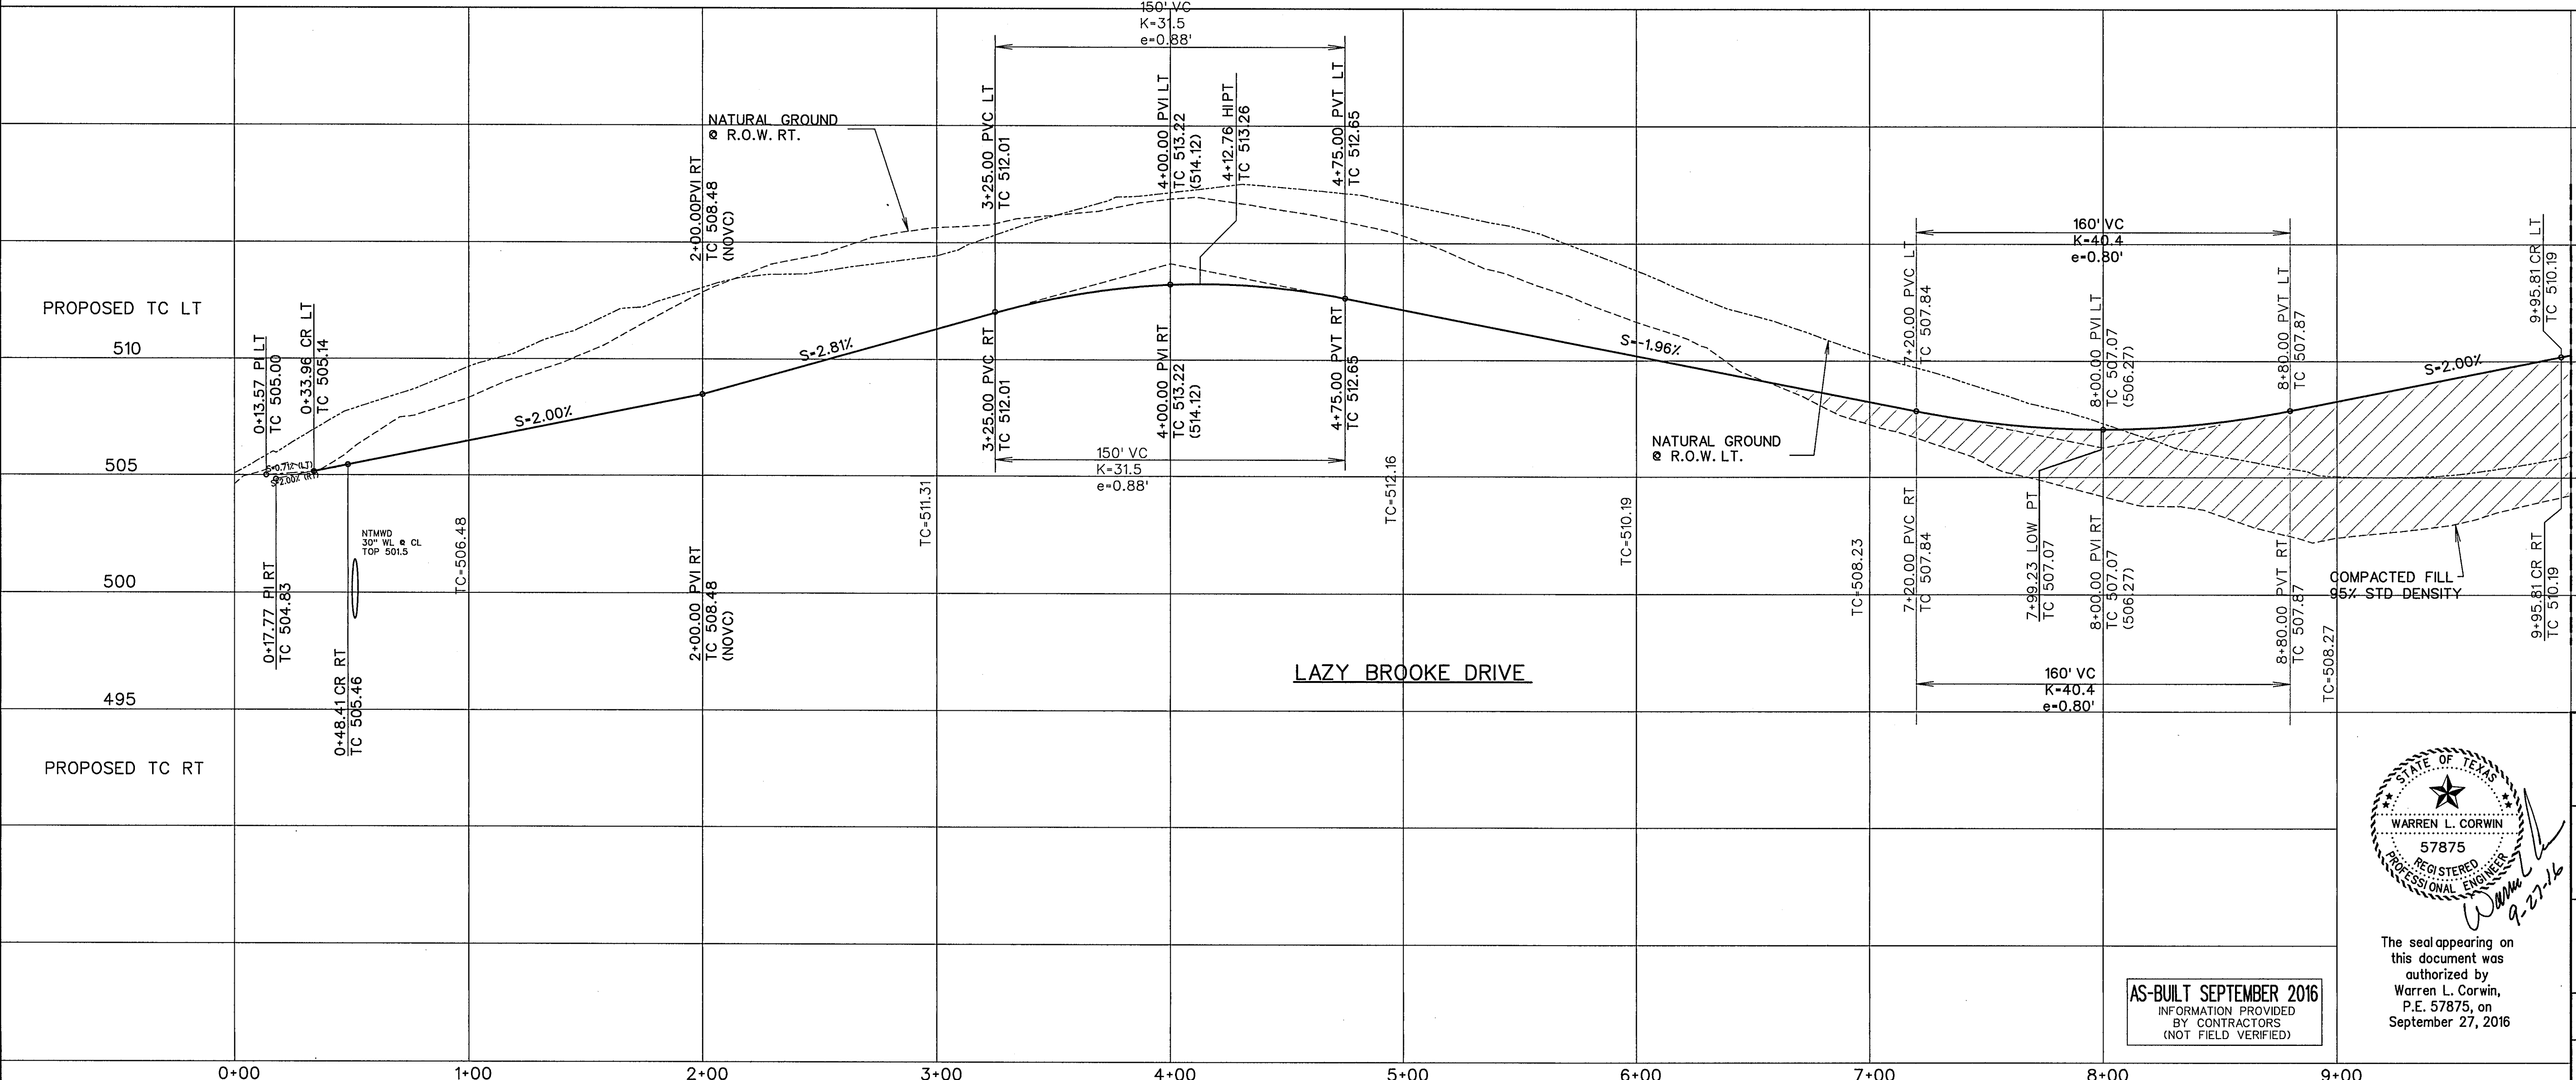 150' VC
K=31.5
e=0.88'
NATURAL GROUND
@ R.O.W. RT.
2+00.00PVI RT
TC 508.48
(NOVC)
3+25.00 PVC LT
TC 512.01
4+00.00 PVI LT
TC 513.22
(514.12)
4+12.76 HIPT
TC 513.26
4+75.00 PVT LT
TC 512.65
160' VC
K=40.4
e=0.80'
7+20.00 PVC LT
TC 507.84
8+00.00 PVI LT
TC 507.07
(506.27)
8+80.00 PVT LT
TC 507.87
9+95.81 CR LT
TC 510.19
PROPOSED TC LT
0+13.57 PI LT
TC 505.00
0+33.96 CR LT
TC 505.14
510
S=2.00%
S=2.81%
S=-1.96%
S=2.00%
505
S=0.71% (LT)
S=2.00% (RT)
3+25.00 PVC RT
TC 512.01
4+00.00 PVI RT
TC 513.22
(514.12)
4+75.00 PVT RT
TC 512.65
150' VC
K=31.5
e=0.88'
NATURAL GROUND
@ R.O.W. LT.
NTMWD
30" WL @ CL
TOP 501.5
TC=506.48
TC=511.31
TC=512.16
TC=510.19
TC=508.23
TC=508.27
500
0+17.77 PI RT
TC 504.83
0+48.41 CR RT
TC 505.46
2+00.00 PVI RT
TC 508.48
(NOVC)
7+20.00 PVC RT
TC 507.84
7+99.23 LOW PT
TC 507.07
8+00.00 PVI RT
TC 507.07
(506.27)
8+80.00 PVT RT
TC 507.87
COMPACTED FILL
95% STD DENSITY
9+95.81 CR RT
TC 510.19
LAZY BROOKE DRIVE
160' VC
K=40.4
e=0.80'
495
PROPOSED TC RT
STATE OF TEXAS
WARREN L. CORWIN
57875
REGISTERED
PROFESSIONAL ENGINEER
9-27-16
The seal appearing on
this document was
authorized by
Warren L. Corwin,
P.E. 57875, on
September 27, 2016
AS-BUILT SEPTEMBER 2016
INFORMATION PROVIDED
BY CONTRACTORS
(NOT FIELD VERIFIED)
0+00 1+00 2+00 3+00 4+00 5+00 6+00 7+00 8+00 9+00